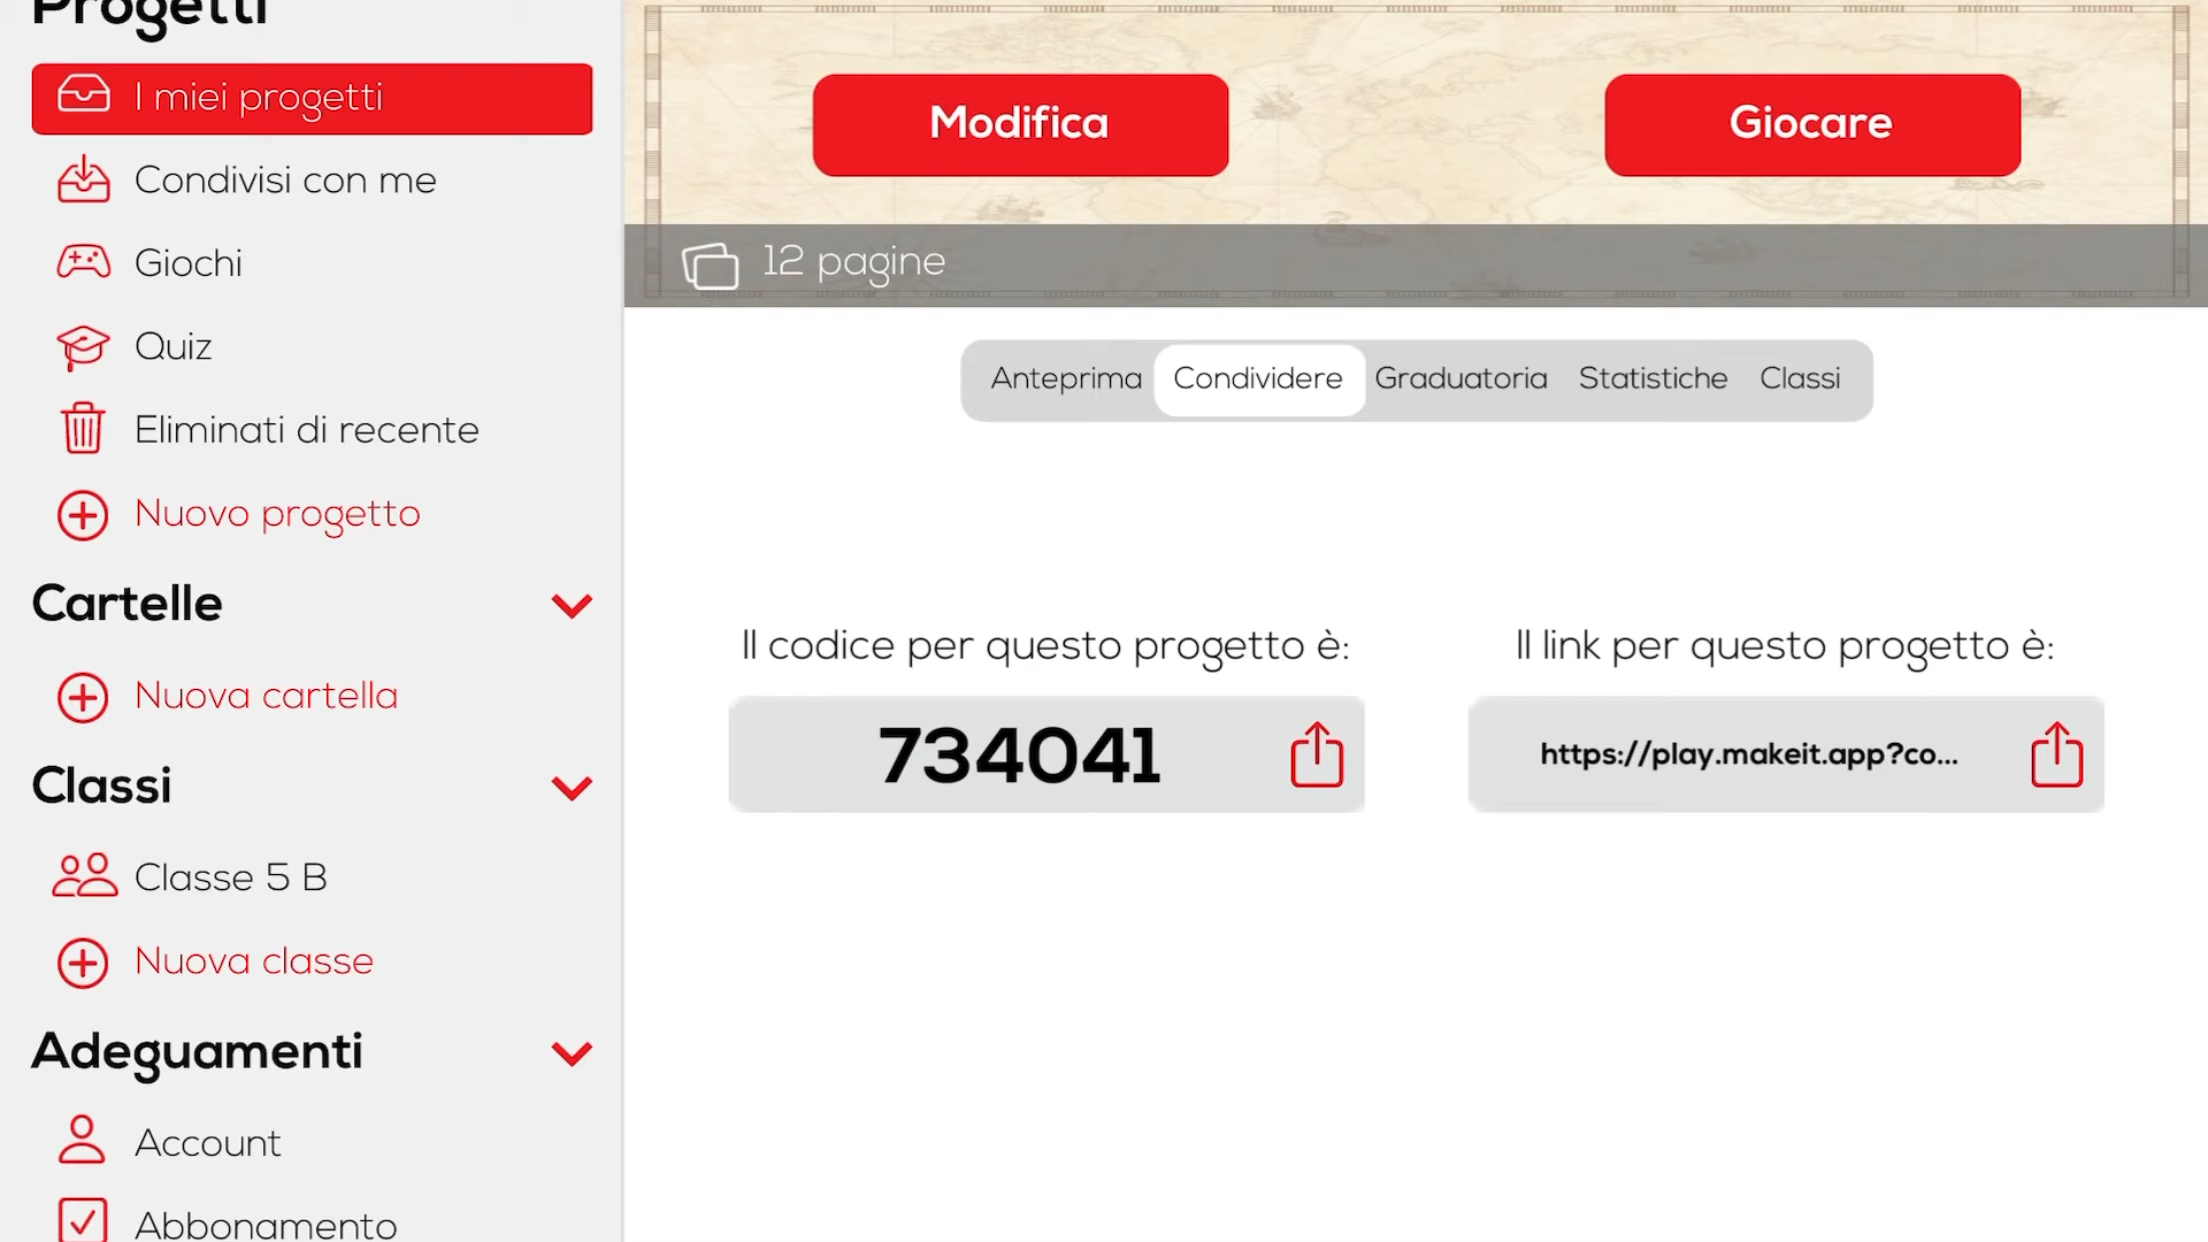 Progetti
I miei progetti
Condivisi con me
Giochi
Quiz
Eliminati di recente
Nuovo progetto
Cartelle
Nuova cartella
Classi
Classe 5 B
Nuova classe
Adeguamenti
Account
Abbonamento
Modifica
Giocare
12 pagine
Anteprima
Condividere
Graduatoria
Statistiche
Classi
Il codice per questo progetto è:
734041
Il link per questo progetto è:
https://play.makeit.app?co...